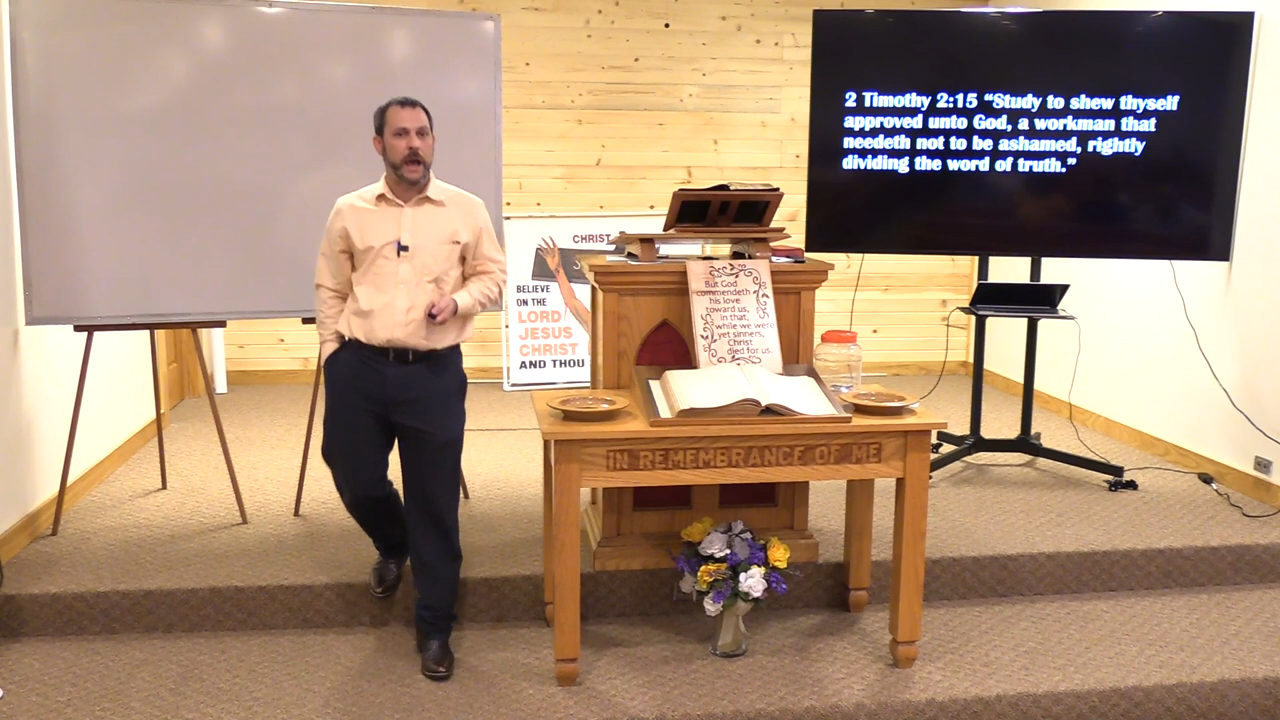 2 Timothy 2:15 “Study to shew thyself
approved unto God, a workman that
needeth not to be ashamed, rightly
dividing the word of truth.”
CHRIST
BELIEVE
ON THE
LORD
JESUS
CHRIST
AND THOU
But God
commendeth
his love
toward us,
in that,
while we were
yet sinners,
Christ
died for us.
IN REMEMBRANCE OF ME